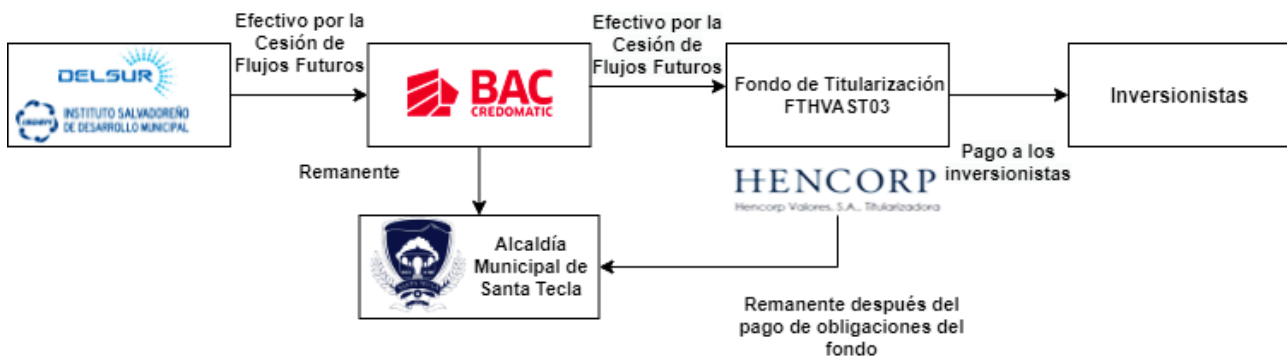 Efectivo por la
Cesión de
Flujos Futuros
Efectivo por la
Cesión de
Flujos Futuros
DELSUR
INSTITUTO SALVADOREÑO
DE DESARROLLO MUNICIPAL
BAC
CREDOMATIC
Fondo de Titularización
FTHVAST03
Inversionistas
Remanente
Pago a los
inversionistas
HENCORP
Hencorp Valores, S.A., Titularizadora
Alcaldía
Municipal de
Santa Tecla
SANTA TECLA
Remanente después del
pago de obligaciones del
fondo